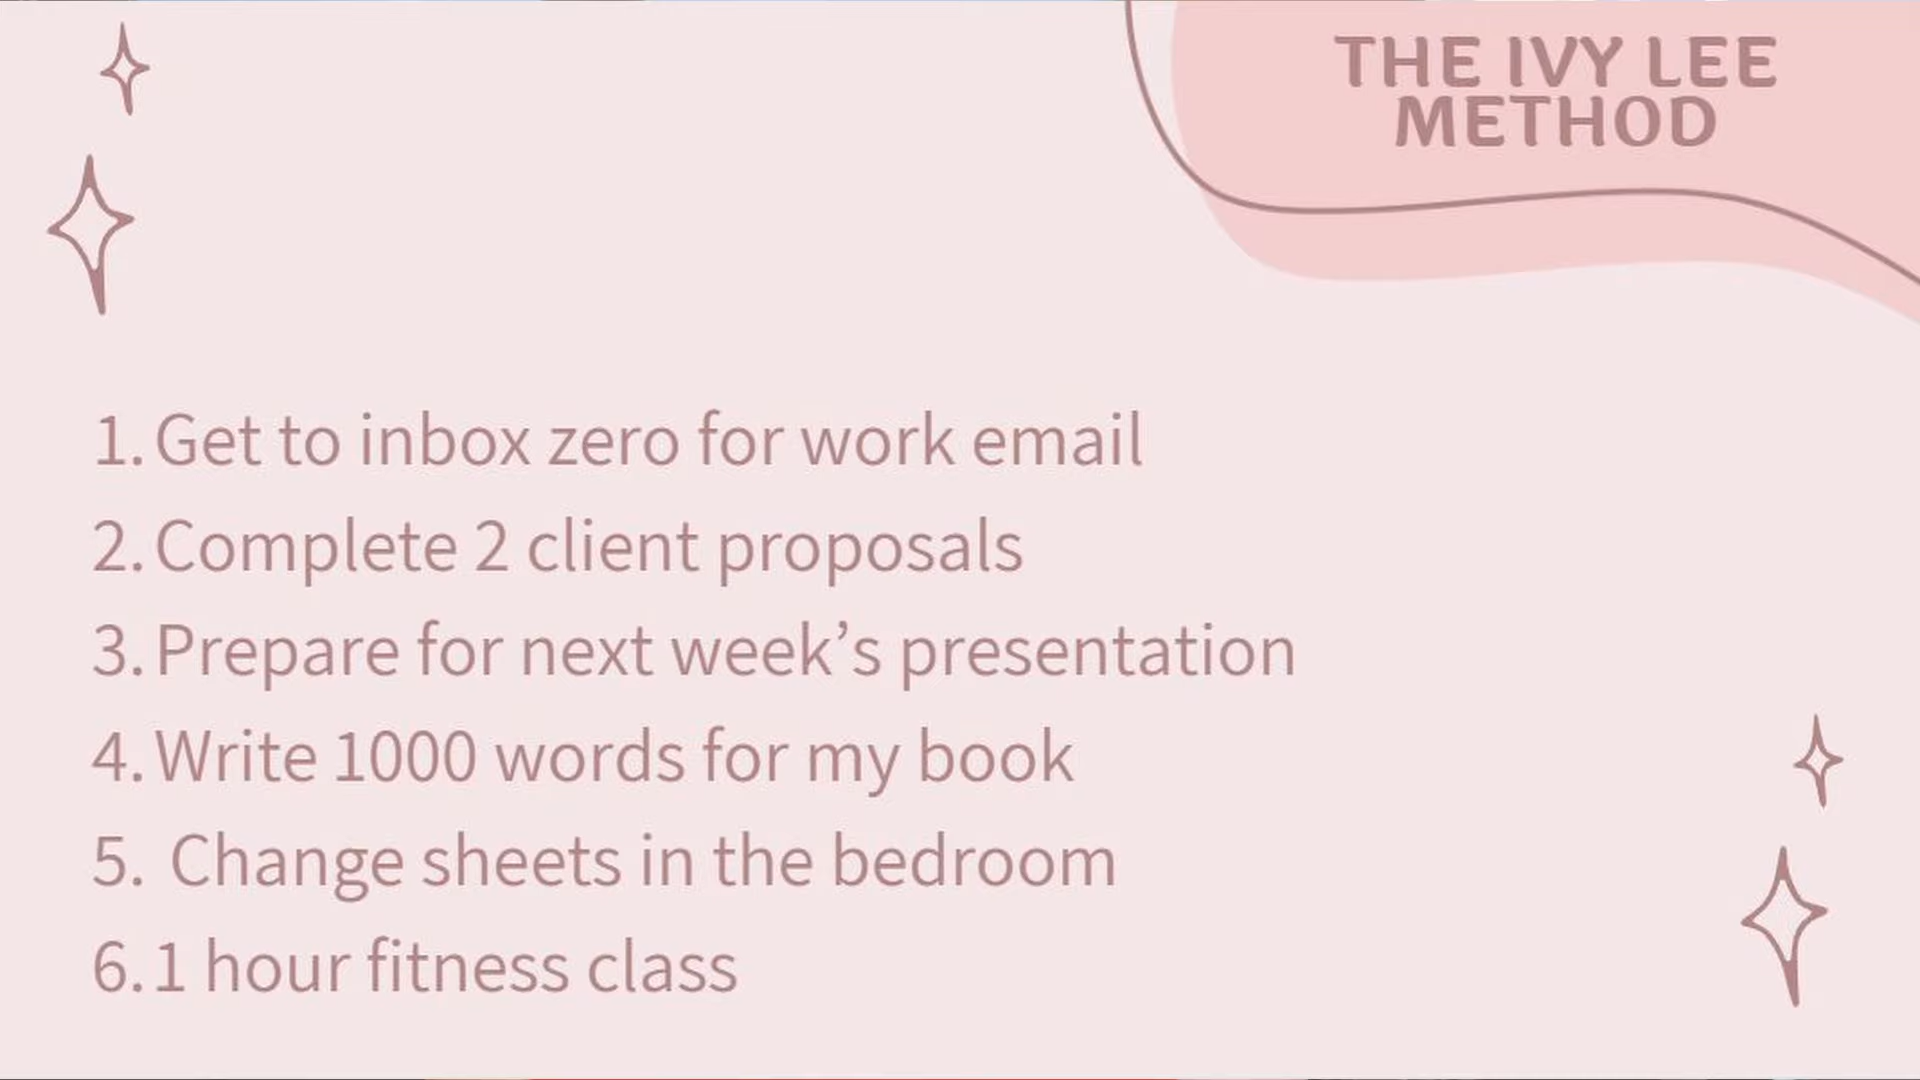 THE IVY LEE
METHOD
1. Get to inbox zero for work email
2. Complete 2 client proposals
3. Prepare for next week’s presentation
4. Write 1000 words for my book
5. Change sheets in the bedroom
6. 1 hour fitness class